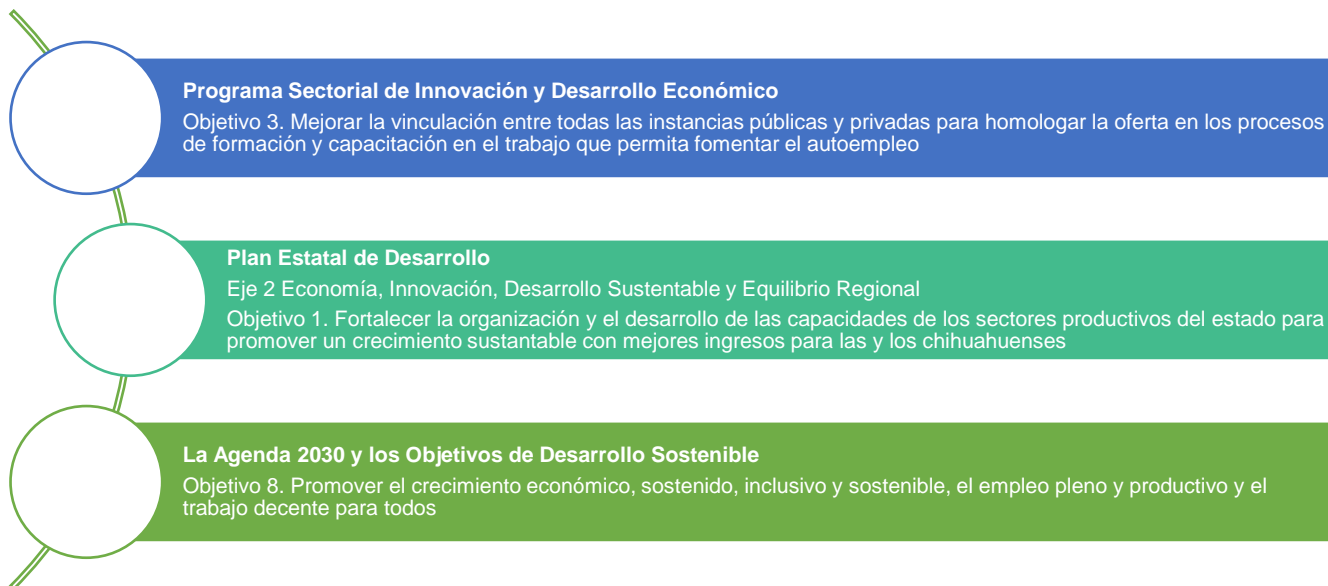 Programa Sectorial de Innovación y Desarrollo Económico
Objetivo 3. Mejorar la vinculación entre todas las instancias públicas y privadas para homologar la oferta en los procesos
de formación y capacitación en el trabajo que permita fomentar el autoempleo
Plan Estatal de Desarrollo
Eje 2 Economía, Innovación, Desarrollo Sustentable y Equilibrio Regional
Objetivo 1. Fortalecer la organización y el desarrollo de las capacidades de los sectores productivos del estado para
promover un crecimiento sustantable con mejores ingresos para las y los chihuahuenses
La Agenda 2030 y los Objetivos de Desarrollo Sostenible
Objetivo 8. Promover el crecimiento económico, sostenido, inclusivo y sostenible, el empleo pleno y productivo y el
trabajo decente para todos